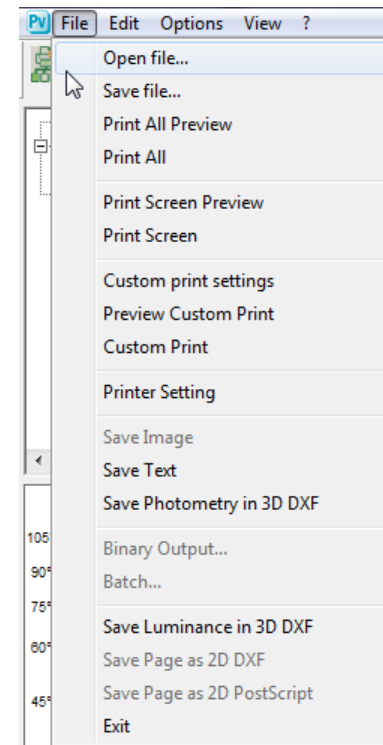 Pv File Edit Options View ?
Open file...
Save file...
Print All Preview
Print All
Print Screen Preview
Print Screen
Custom print settings
Preview Custom Print
Custom Print
Printer Setting
Save Image
Save Text
Save Photometry in 3D DXF
105
Binary Output...
90°
Batch...
75°
Save Luminance in 3D DXF
60°
Save Page as 2D DXF
Save Page as 2D PostScript
45°
Exit